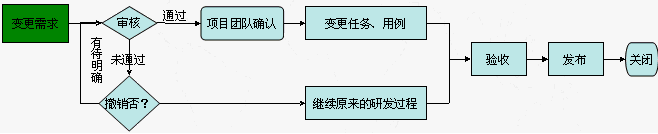 变更需求
审核
通过
项目团队确认
变更任务、用例
有待明确
未通过
撤销否？
继续原来的研发过程
验收
发布
关闭